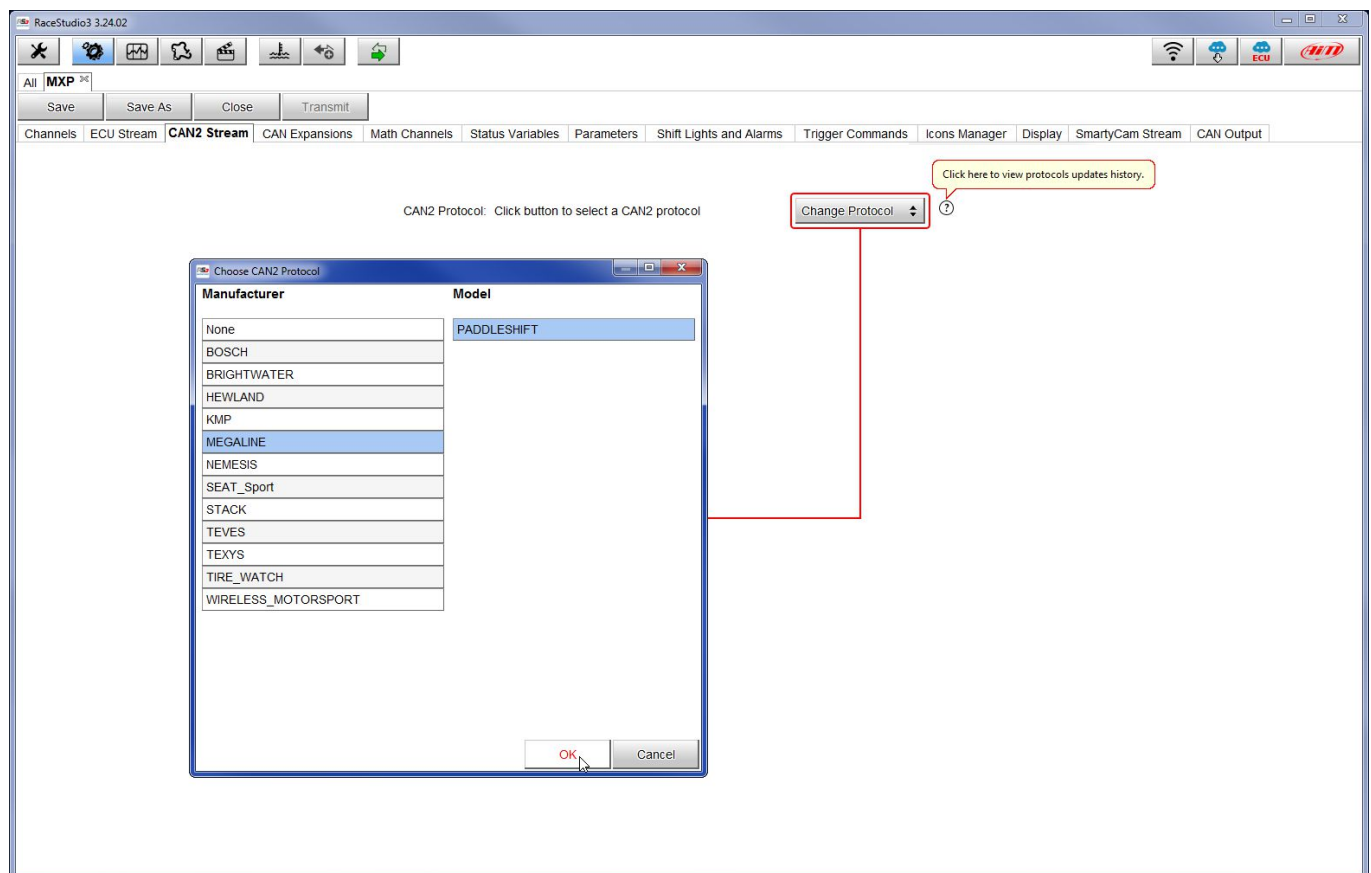 RaceStudio3 3.24.02
ECU
AiM
All MXP
Save Save As Close Transmit
Channels ECU Stream CAN2 Stream CAN Expansions Math Channels Status Variables Parameters Shift Lights and Alarms Trigger Commands Icons Manager Display SmartyCam Stream CAN Output
Click here to view protocols updates history.
CAN2 Protocol: Click button to select a CAN2 protocol Change Protocol ?
Choose CAN2 Protocol
Manufacturer Model
None PADDLESHIFT
BOSCH
BRIGHTWATER
HEWLAND
KMP
MEGALINE
NEMESIS
SEAT_Sport
STACK
TEVES
TEXYS
TIRE_WATCH
WIRELESS_MOTORSPORT
OK Cancel